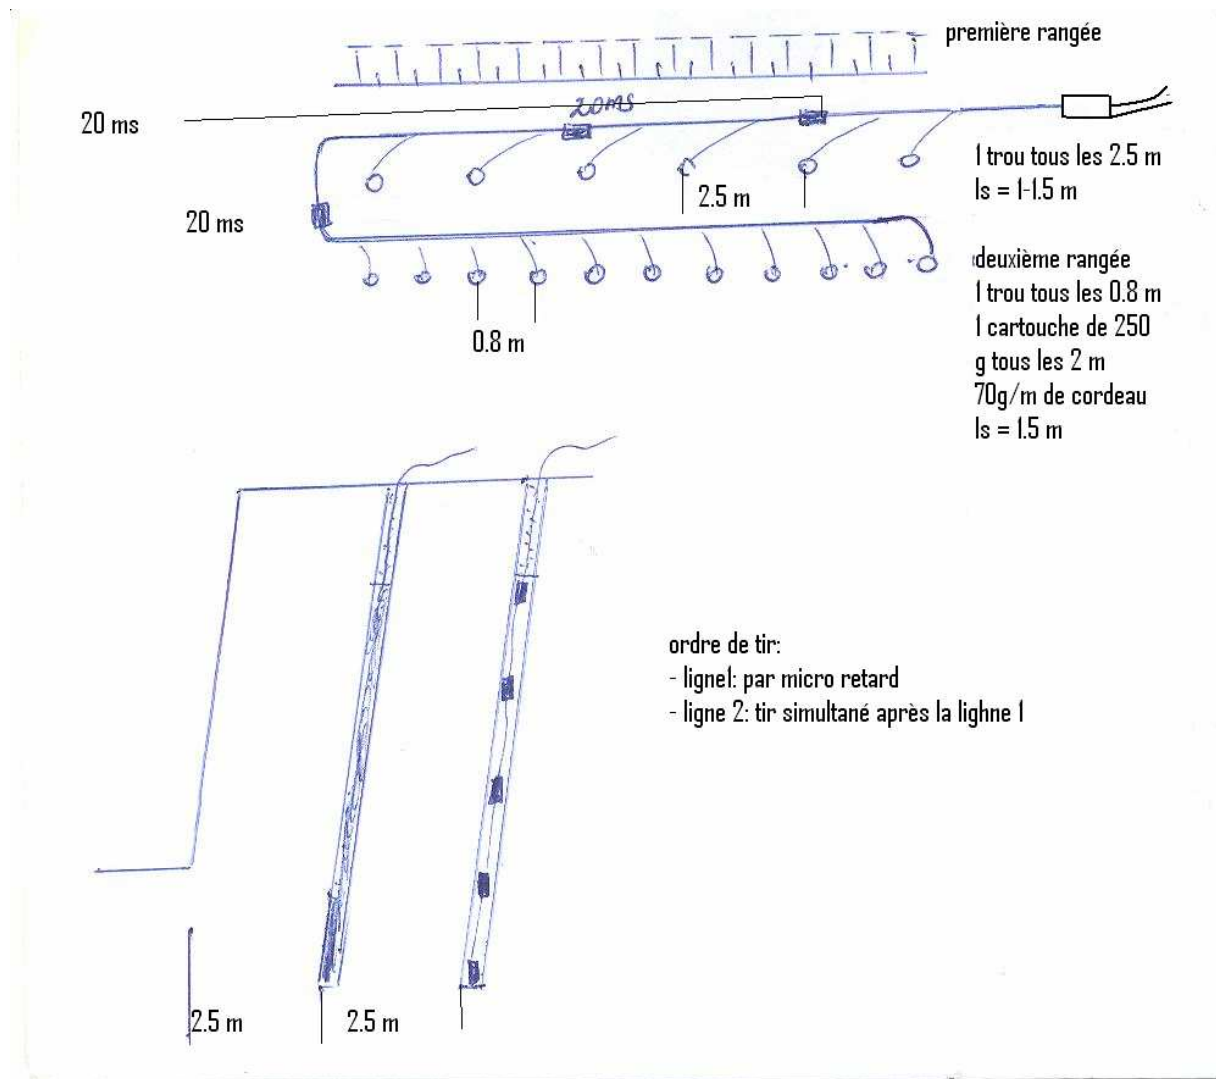 première rangée
20 ms
20ms
1 trou tous les 2.5 m
ls = 1-1.5 m
2.5 m
20 ms
deuxième rangée
1 trou tous les 0.8 m
1 cartouche de 250
g tous les 2 m
70g/m de cordeau
ls = 1.5 m
0.8 m
ordre de tir:
- ligne1: par micro retard
- ligne 2: tir simultané après la lighne 1
2.5 m
2.5 m